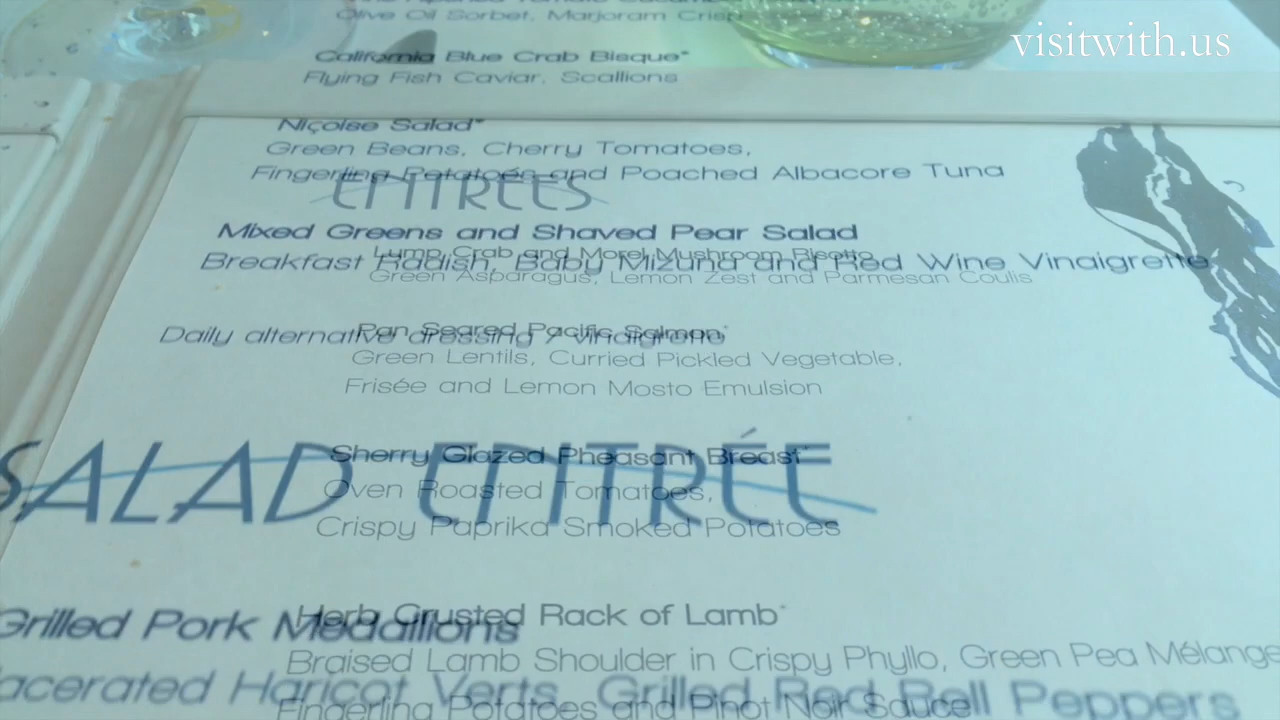 Olive Oil Sorbet, Marjoram Crisp
visitwith.us
California Blue Crab Bisque*
Flying Fish Caviar, Scallions
Niçoise Salad*
Green Beans, Cherry Tomatoes,
Fingerling Potatoes and Poached Albacore Tuna
ENTRÉES
Mixed Greens and Shaved Pear Salad
Lump Crab and Morel Mushroom Risotto
Breakfast Radish, Baby Mizuna and Red Wine Vinaigrette
Green Asparagus, Lemon Zest and Parmesan Coulis
Pan Seared Pacific Salmon*
Daily alternative dressing / vinaigrette
Green Lentils, Curried Pickled Vegetable,
Frisée and Lemon Mosto Emulsion
SALAD ENTRÉE
Sherry Glazed Pheasant Breast*
Oven Roasted Tomatoes,
Crispy Paprika Smoked Potatoes
Herb Crusted Rack of Lamb*
Grilled Pork Medallions
Braised Lamb Shoulder in Crispy Phyllo, Green Pea Mélange
acerated Haricot Verts, Grilled Red Bell Peppers
Fingerling Potatoes and Pinot Noir Sauce